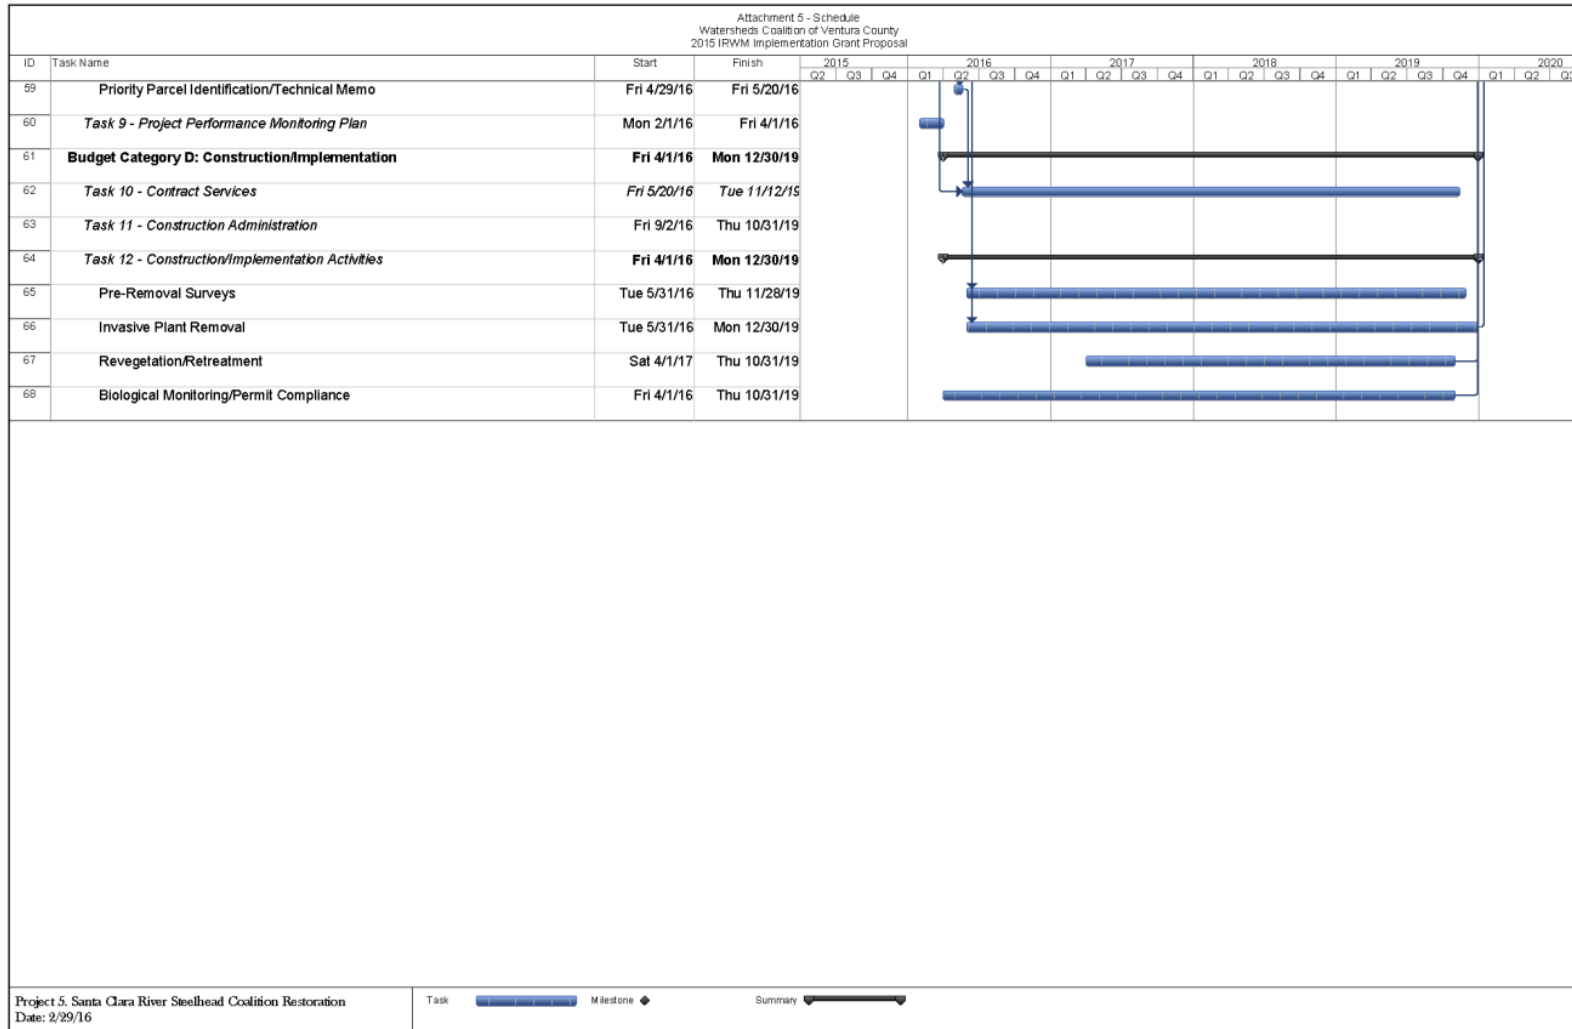 Attachment 5 - Schedule
Watersheds Coalition of Ventura County
2015 IRWM Implementation Grant Proposal
ID Task Name Start Finish 2015 2016 2017 2018 2019 2020
Q2 Q3 Q4 Q1 Q2 Q3 Q4 Q1 Q2 Q3 Q4 Q1 Q2 Q3 Q4 Q1 Q2 Q3 Q4 Q1 Q2 Q3
59 Priority Parcel Identification/Technical Memo Fri 4/29/16 Fri 5/20/16
60 Task 9 - Project Performance Monitoring Plan Mon 2/1/16 Fri 4/1/16
61 Budget Category D: Construction/Implementation Fri 4/1/16 Mon 12/30/19
62 Task 10 - Contract Services Fri 5/20/16 Tue 11/12/19
63 Task 11 - Construction Administration Fri 9/2/16 Thu 10/31/19
64 Task 12 - Construction/Implementation Activities Fri 4/1/16 Mon 12/30/19
65 Pre-Removal Surveys Tue 5/31/16 Thu 11/28/19
66 Invasive Plant Removal Tue 5/31/16 Mon 12/30/19
67 Revegetation/Retreatment Sat 4/1/17 Thu 10/31/19
68 Biological Monitoring/Permit Compliance Fri 4/1/16 Thu 10/31/19
Project 5. Santa Clara River Steelhead Coalition Restoration
Date: 2/29/16
Task Milestone Summary